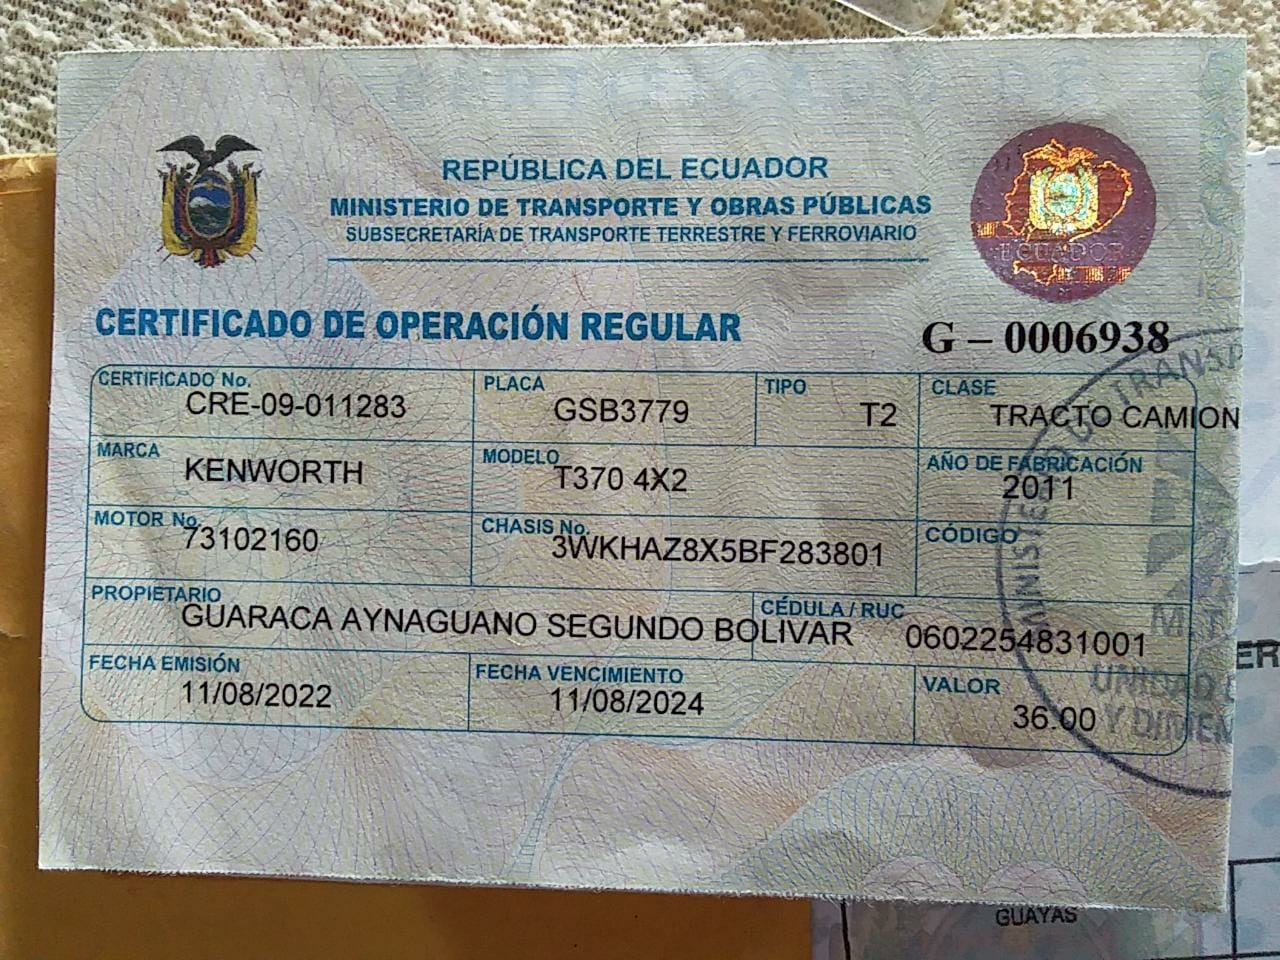 REPÚBLICA DEL ECUADOR
MINISTERIO DE TRANSPORTE Y OBRAS PÚBLICAS
SUBSECRETARÍA DE TRANSPORTE TERRESTRE Y FERROVIARIO
ECUADOR
CERTIFICADO DE OPERACIÓN REGULAR
G – 0006938
CERTIFICADO No. PLACA TIPO CLASE
CRE-09-011283 GSB3779 T2 TRACTO CAMION
MARCA MODELO AÑO DE FABRICACIÓN
KENWORTH T370 4X2 2011
MOTOR No. CHASIS No. CÓDIGO
73102160 3WKHAZ8X5BF283801
PROPIETARIO CÉDULA / RUC
GUARACA AYNAGUANO SEGUNDO BOLIVAR 0602254831001
FECHA EMISIÓN FECHA VENCIMIENTO VALOR
11/08/2022 11/08/2024 36.00
UNIDAD
GUAYAS